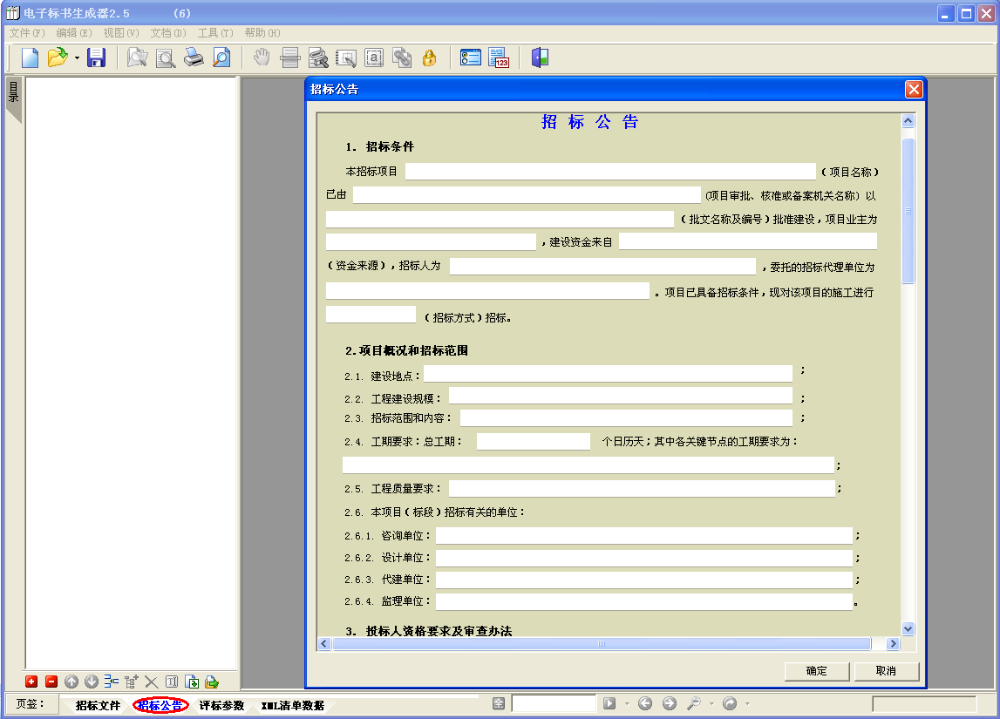 电子标书生成器2.5 (6)
文件(F) 编辑(E) 视图(V) 文档(D) 工具(T) 帮助(H)
目录
招标公告
招 标 公 告
1. 招标条件
本招标项目 (项目名称)
已由 (项目审批、核准或备案机关名称) 以
(批文名称及编号)批准建设,项目业主为
,建设资金来自
(资金来源),招标人为 ,委托的招标代理单位为
。项目已具备招标条件,现对该项目的施工进行
(招标方式)招标。
2.项目概况和招标范围
2.1. 建设地点: ;
2.2. 工程建设规模: ;
2.3. 招标范围和内容: ;
2.4. 工期要求:总工期: 个日历天;其中各关键节点的工期要求为:
;
2.5. 工程质量要求: ;
2.6. 本项目(标段)招标有关的单位:
2.6.1. 咨询单位: ;
2.6.2. 设计单位: ;
2.6.3. 代建单位: ;
2.6.4. 监理单位: 。
3. 投标人资格要求及审查办法
确定 取消
页签: 招标文件 招标公告 评标参数 XML清单数据